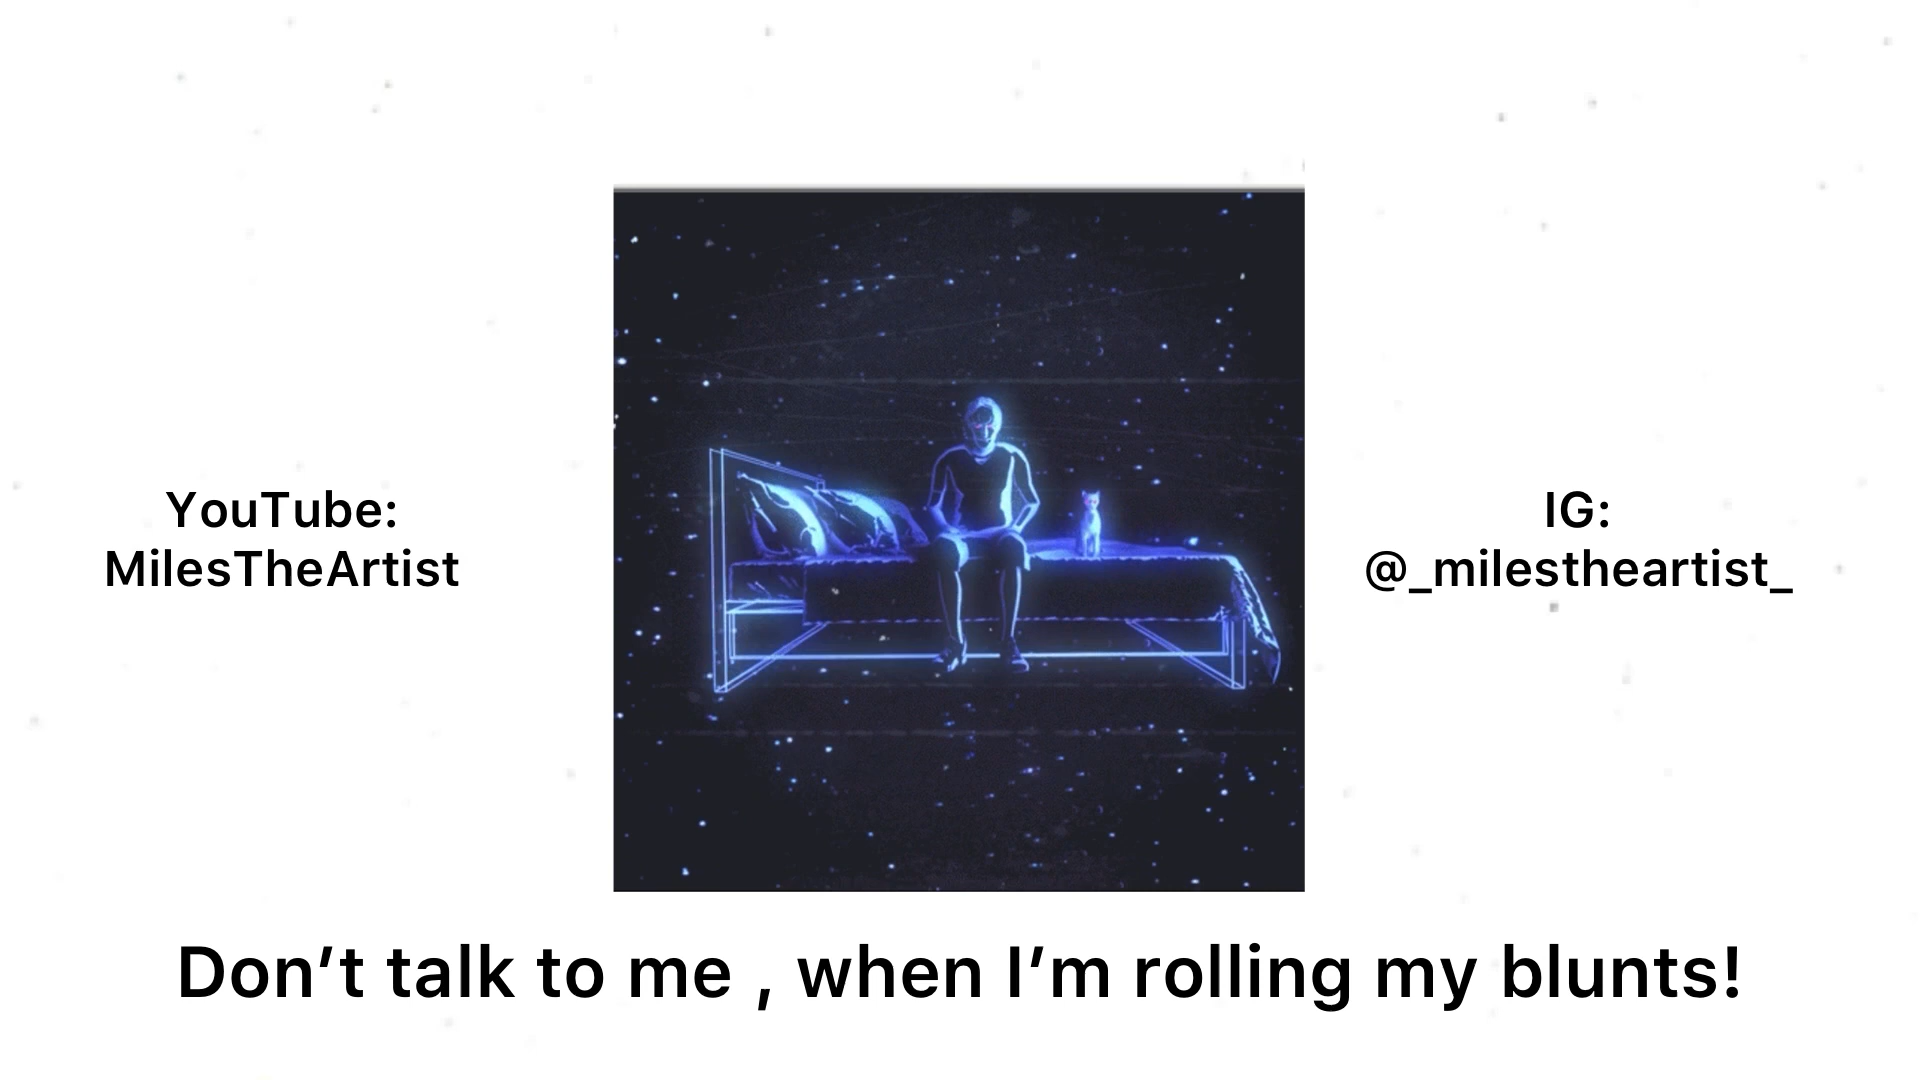 YouTube:
MilesTheArtist
IG:
@_milestheartist_
Don’t talk to me , when I’m rolling my blunts!